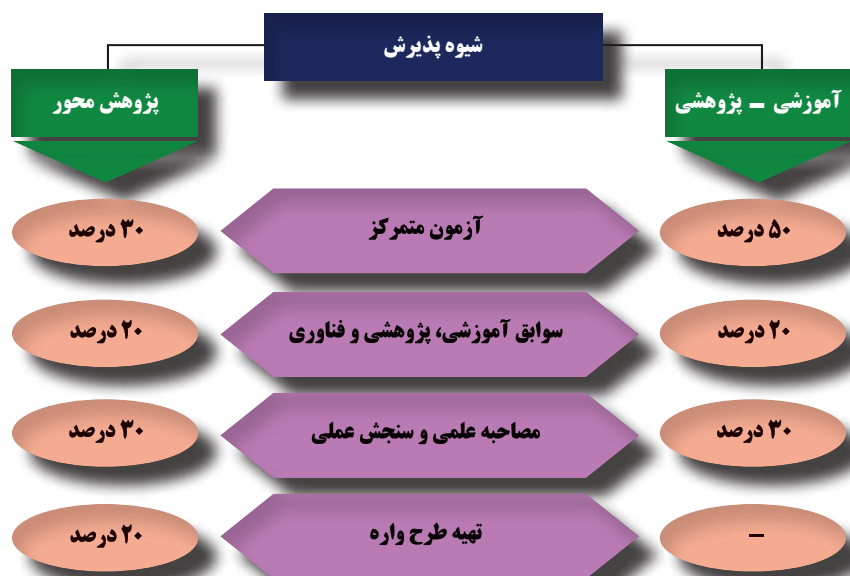 شیوه پذیرش
آموزشی - پژوهشی
پژوهش محور
۵۰ درصد
آزمون متمرکز
۳۰ درصد
۲۰ درصد
سوابق آموزشی، پژوهشی و فناوری
۲۰ درصد
۳۰ درصد
مصاحبه علمی و سنجش عملی
۳۰ درصد
-
تهیه طرح واره
۲۰ درصد